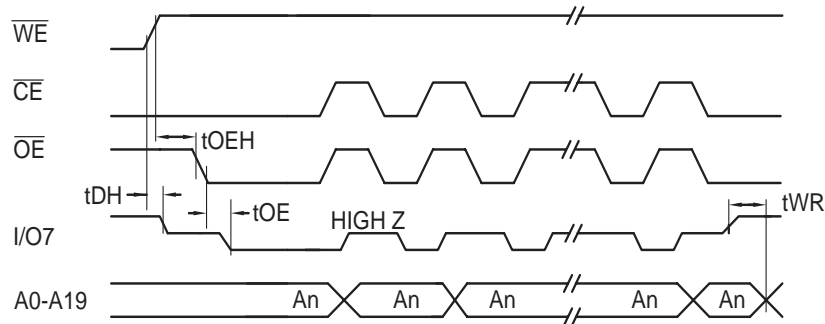 WE
CE
tOEH
OE
tDH
tOE
HIGH Z
tWR
I/O7
A0-A19
An An An An An